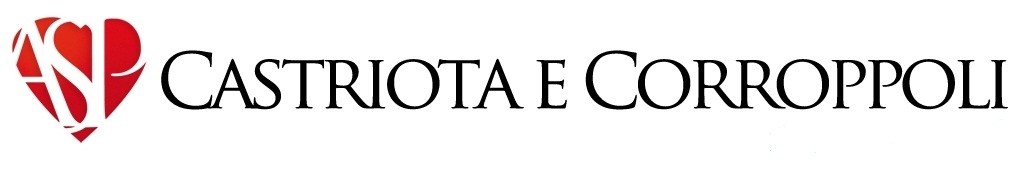 ASP CASTRIOTA E CORROPPOLI